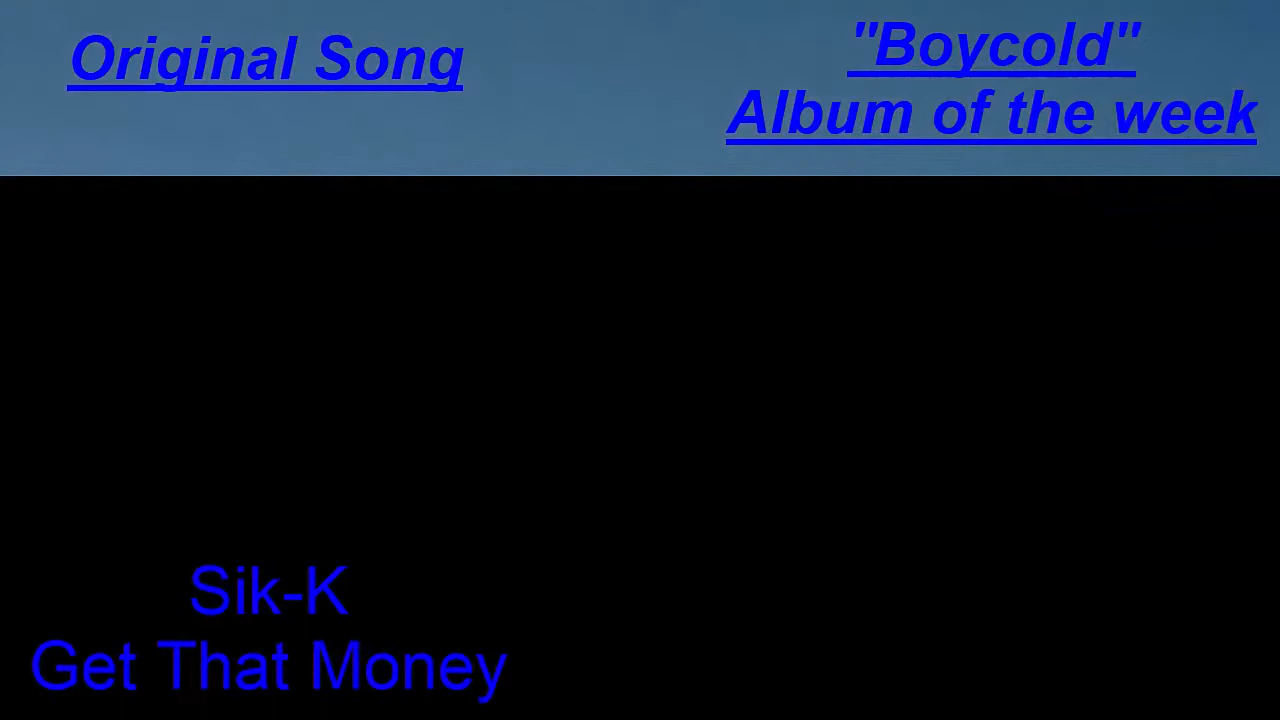 Original Song
"Boycold"
Album of the week
Sik-K
Get That Money